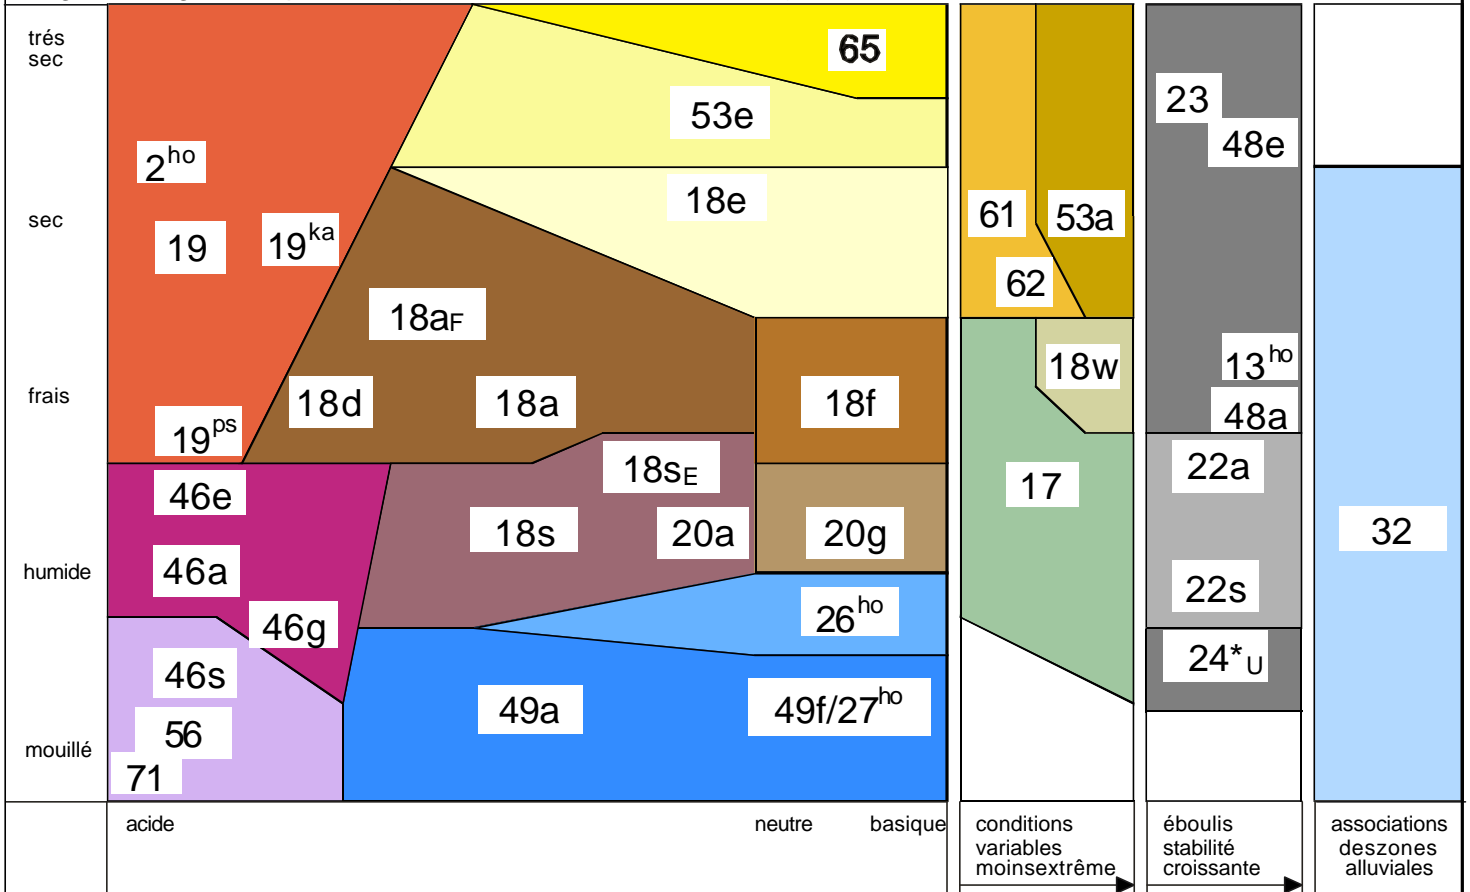 trés
sec
65
23
53e
48e
2ho
18e
sec
61
53a
19
19ka
62
18aF
18w
13ho
frais
18d
18a
18f
48a
19ps
18sE
22a
46e
17
18s
20a
20g
32
humide
46a
22s
46g
26ho
46s
24*U
49a
49f/27ho
56
mouillé
71
acide
neutre
basique
conditions
variables
moinsextrême
éboulis
stabilité
croissante
associations
deszones
alluviales